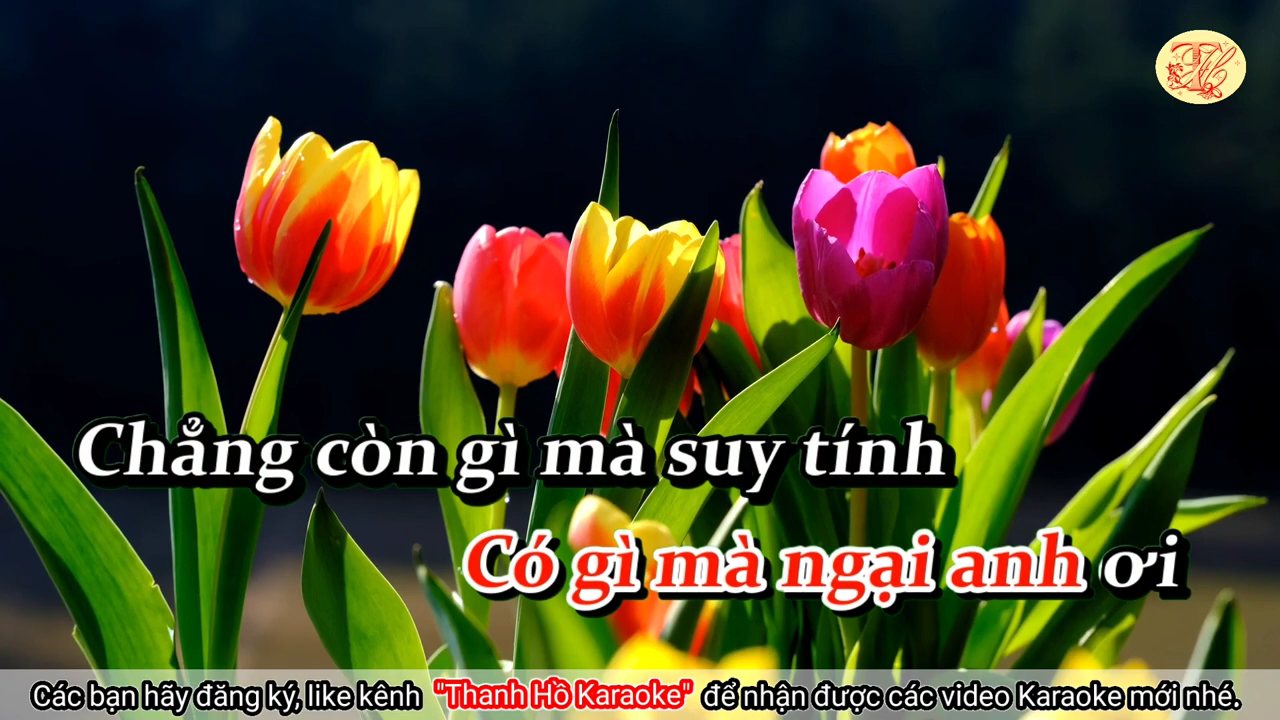 Chẳng còn gì mà suy tính
Có gì mà ngại anh ơi
Các bạn hãy đăng ký, like kênh "Thanh Hồ Karaoke" để nhận được các video Karaoke mới nhé.